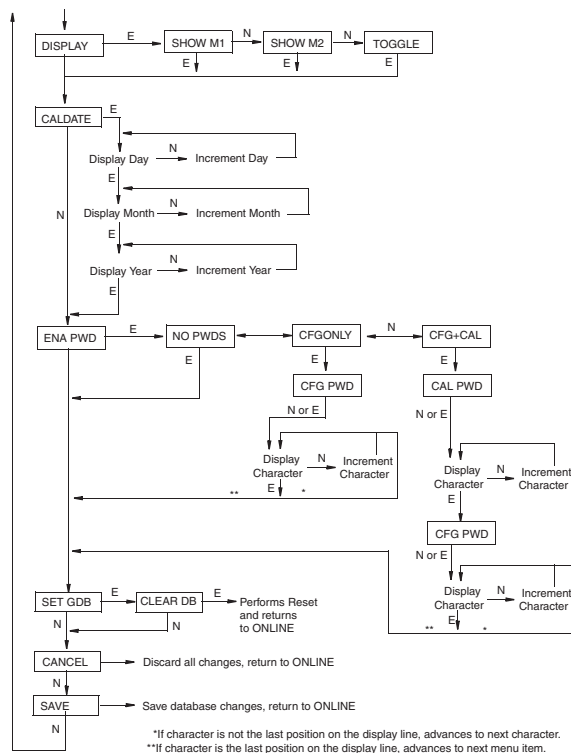 DISPLAY
E
SHOW M1
N
SHOW M2
N
TOGGLE
E
E
E
CALDATE
E
Display Day
N
Increment Day
E
Display Month
N
Increment Month
N
E
Display Year
N
Increment Year
E
ENA PWD
E
NO PWDS
CFGONLY
N
CFG+CAL
E
E
E
CFG PWD
CAL PWD
N or E
N or E
Display
Character
N
Increment
Character
E
*
**
Display
Character
N
Increment
Character
E
CFG PWD
N or E
Display
Character
N
Increment
Character
E
**
*
SET GDB
E
CLEAR DB
E
Performs Reset
and returns
to ONLINE
N
N
CANCEL
Discard all changes, return to ONLINE
N
SAVE
Save database changes, return to ONLINE
N
*If character is not the last position on the display line, advances to next character.
**If character is the last position on the display line, advances to next menu item.